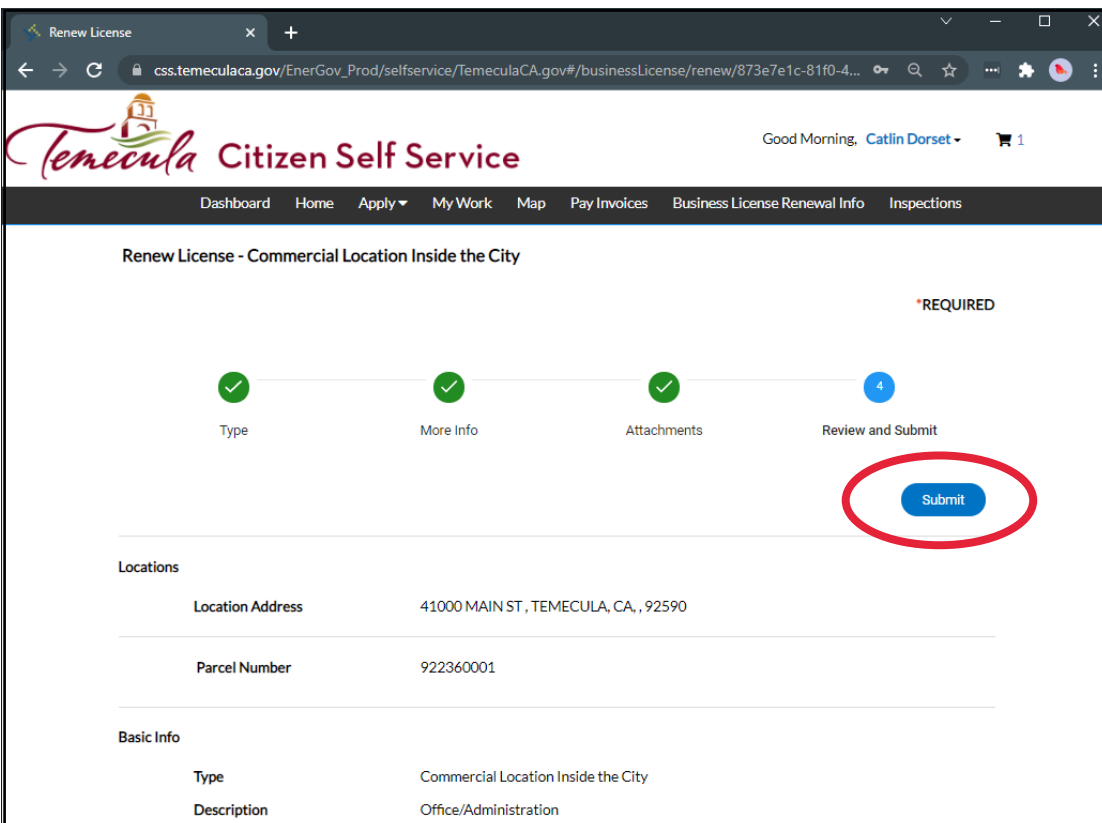 Renew License
css.temeculaca.gov/EnerGov_Prod/selfservice/TemeculaCA.gov#/businessLicense/renew/873e7e1c-81f0-4...
Temecula Citizen Self Service
Good Morning, Catlin Dorset
1
Dashboard Home Apply My Work Map Pay Invoices Business License Renewal Info Inspections
Renew License - Commercial Location Inside the City
*REQUIRED
4
Type More Info Attachments Review and Submit
Submit
Locations
Location Address 41000 MAIN ST , TEMECULA, CA, , 92590
Parcel Number 922360001
Basic Info
Type Commercial Location Inside the City
Description Office/Administration